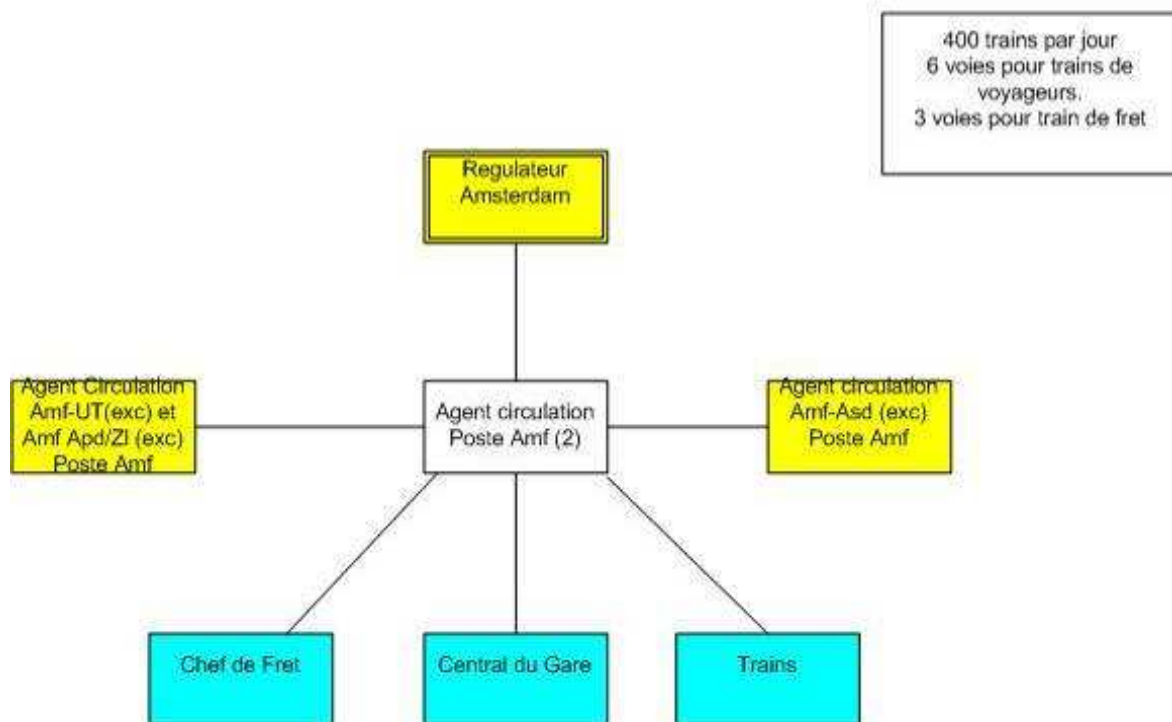 400 trains par jour
6 voies pour trains de
voyageurs.
3 voies pour train de fret
Regulateur
Amsterdam
Agent Circulation
Amf-UT(exc) et
Amf Apd/Zl (exc)
Poste Amf
Agent circulation
Poste Amf (2)
Agent circulation
Amf-Asd (exc)
Poste Amf
Chef de Fret
Central du Gare
Trains